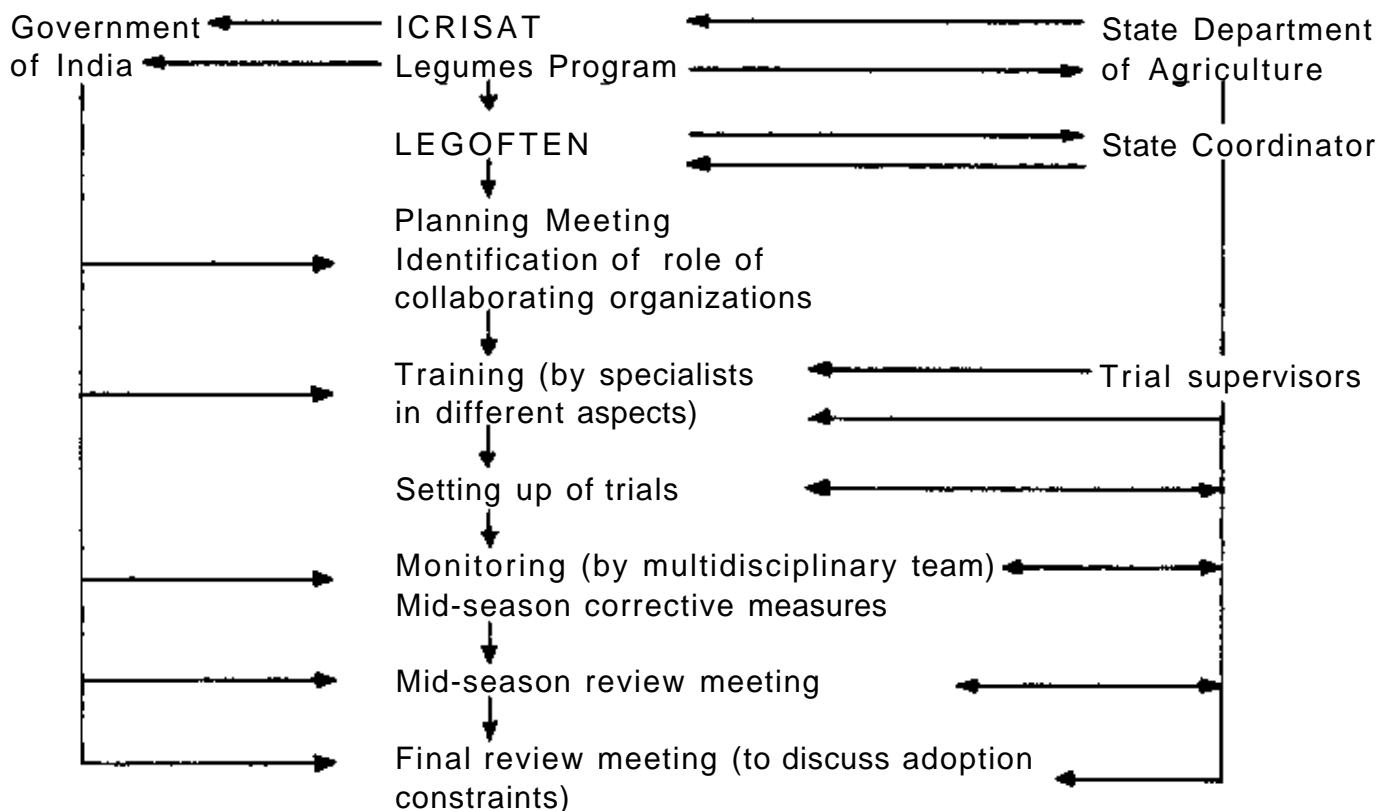 Government
of India
ICRISAT
Legumes Program
State Department
of Agriculture
LEGOFTEN
State Coordinator
Planning Meeting
Identification of role of
collaborating organizations
Training (by specialists
in different aspects)
Trial supervisors
Setting up of trials
Monitoring (by multidisciplinary team)
Mid-season corrective measures
Mid-season review meeting
Final review meeting (to discuss adoption
constraints)